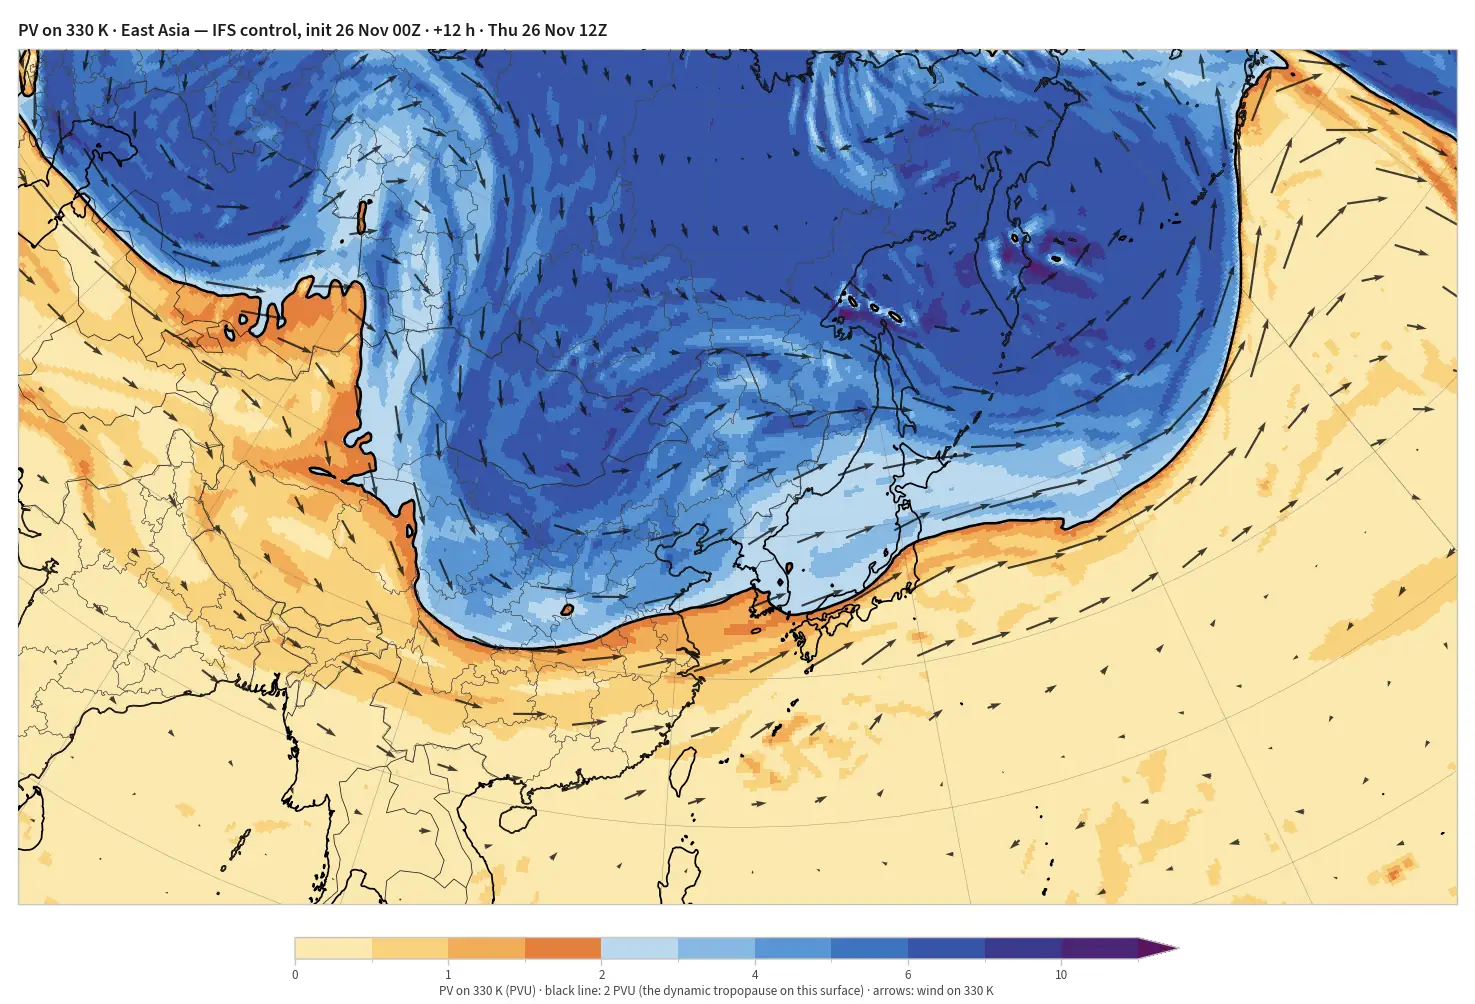 PV on 330 K · East Asia — IFS control, init 26 Nov 00Z · +12 h · Thu 26 Nov 12Z
0 1 2 4 6 10
PV on 330 K (PVU) · black line: 2 PVU (the dynamic tropopause on this surface) · arrows: wind on 330 K